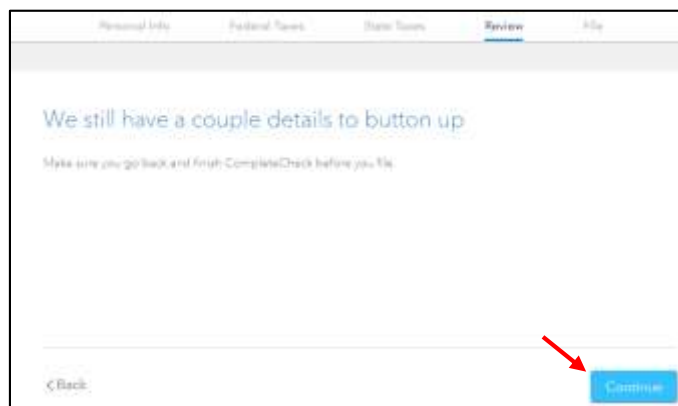 Personal Info Federal Taxes State Taxes Review File
We still have a couple details to button up
Make sure you go back and finish CompleteCheck before you file.
< Back
Continue